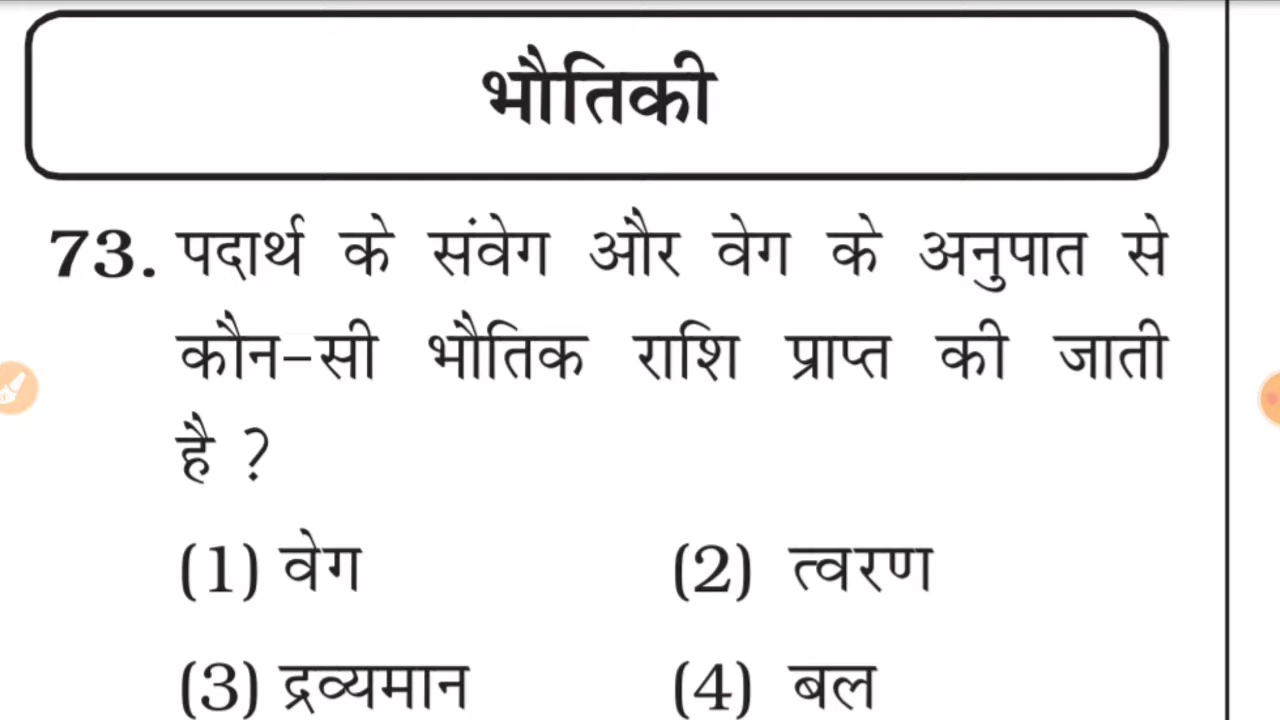 भौतिकी
73. पदार्थ के संवेग और वेग के अनुपात से
कौन-सी भौतिक राशि प्राप्त की जाती
है ?
(1) वेग (2) त्वरण
(3) द्रव्यमान (4) बल